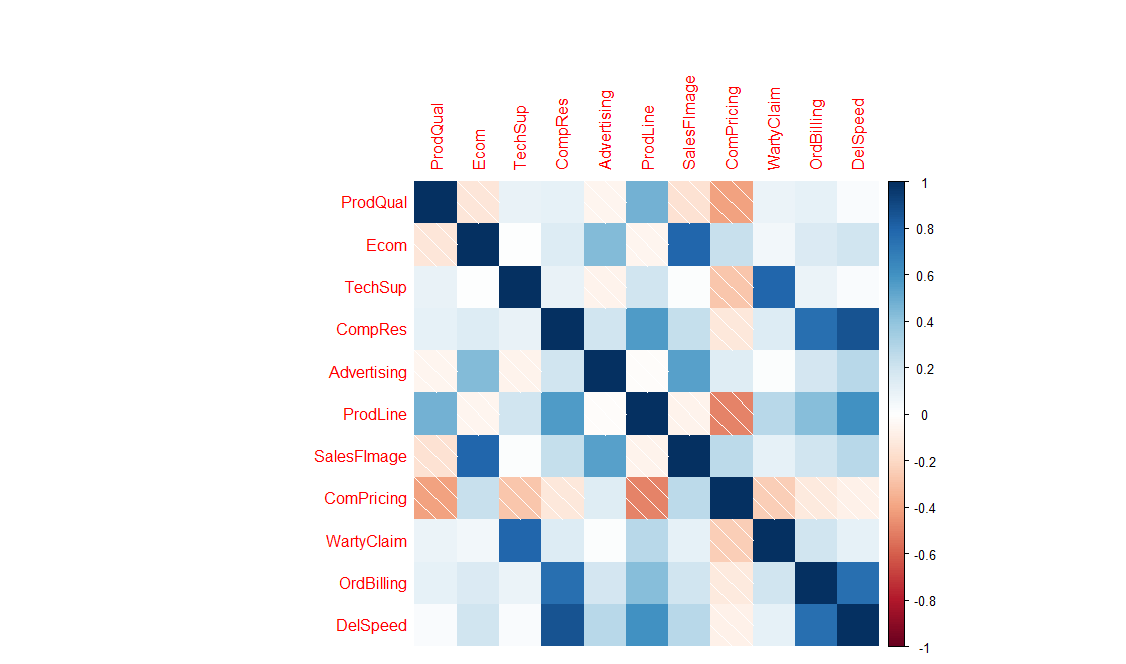 ProdQual
Ecom
TechSup
CompRes
Advertising
ProdLine
SalesFImage
ComPricing
WartyClaim
OrdBilling
DelSpeed
ProdQual
Ecom
TechSup
CompRes
Advertising
ProdLine
SalesFImage
ComPricing
WartyClaim
OrdBilling
DelSpeed
1
0.8
0.6
0.4
0.2
0
-0.2
-0.4
-0.6
-0.8
-1